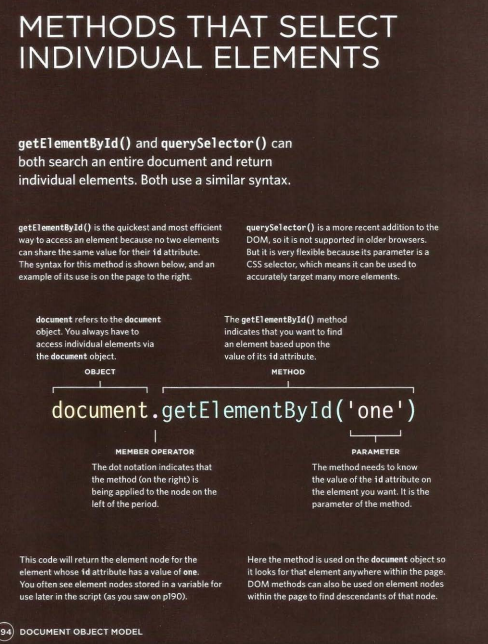 METHODS THAT SELECT
INDIVIDUAL ELEMENTS
getElementById() and querySelector() can
both search an entire document and return
individual elements. Both use a similar syntax.
getElementById() is the quickest and most efficient
way to access an element because no two elements
can share the same value for their id attribute.
The syntax for this method is shown below, and an
example of its use is on the page to the right.
querySelector() is a more recent addition to the
DOM, so it is not supported in older browsers.
But it is very flexible because its parameter is a
CSS selector, which means it can be used to
accurately target many more elements.
document refers to the document
object. You always have to
access individual elements via
the document object.
OBJECT
The getElementById() method
indicates that you want to find
an element based upon the
value of its id attribute.
METHOD
document.getElementById('one')
MEMBER OPERATOR
The dot notation indicates that
the method (on the right) is
being applied to the node on the
left of the period.
PARAMETER
The method needs to know
the value of the id attribute on
the element you want. It is the
parameter of the method.
This code will return the element node for the
element whose id attribute has a value of one.
You often see element nodes stored in a variable for
use later in the script (as you saw on p190).
Here the method is used on the document object so
it looks for that element anywhere within the page.
DOM methods can also be used on element nodes
within the page to find descendants of that node.
94 DOCUMENT OBJECT MODEL